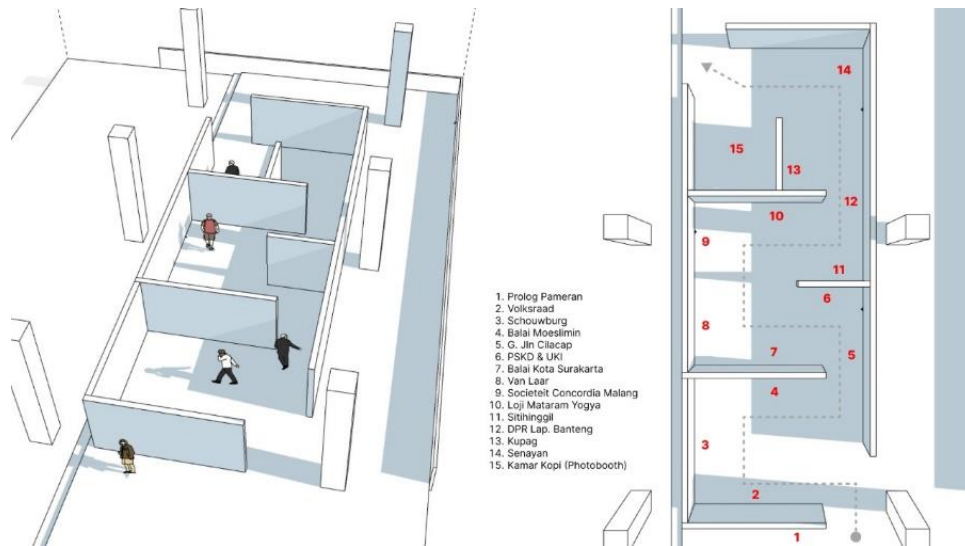 1. Prolog Pameran
2. Volksraad
3. Schouwburg
4. Balai Moeslimin
5. G. Jln Cilacap
6. PSKD & UKI
7. Balai Kota Surakarta
8. Van Laar
9. Societeit Concordia Malang
10. Loji Mataram Yogya
11. Sitihinggil
12. DPR Lap. Banteng
13. Kupag
14. Senayan
15. Kamar Kopi (Photobooth)
14
15
13
12
10
9
11
6
8
7
5
4
3
2
1